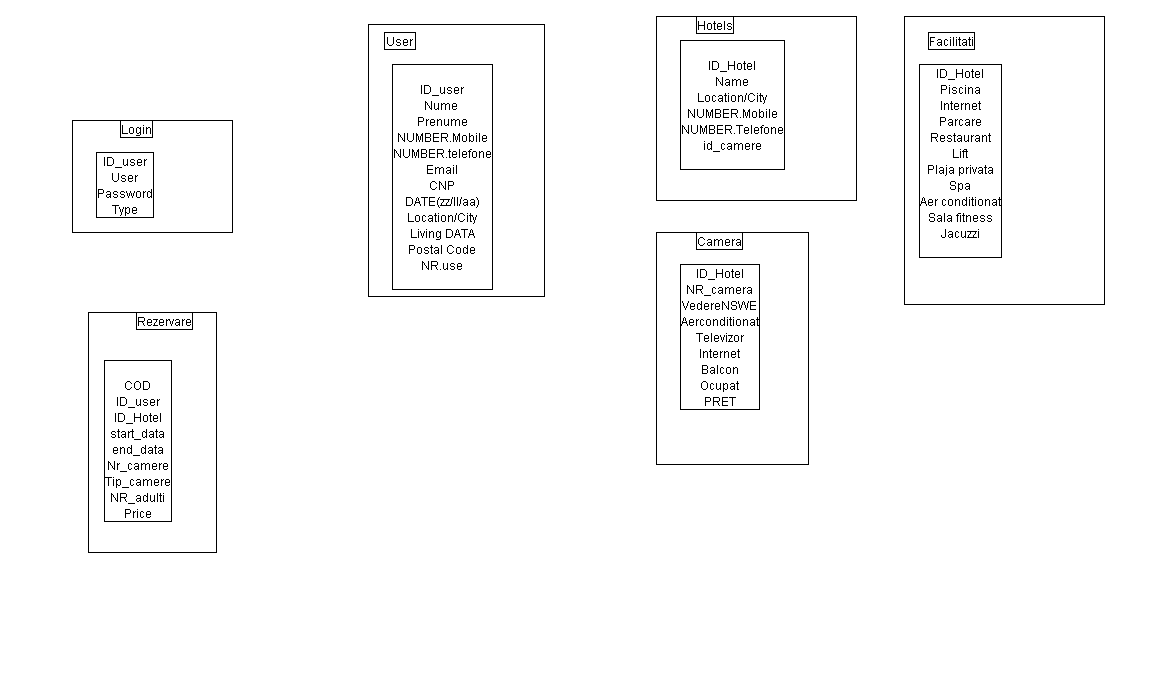 Login
ID_user
User
Password
Type
Rezervare
COD
ID_user
ID_Hotel
start_data
end_data
Nr_camere
Tip_camere
NR_adulti
Price
User
ID_user
Nume
Prenume
NUMBER.Mobile
NUMBER.telefone
Email
CNP
DATE(zz/ll/aa)
Location/City
Living DATA
Postal Code
NR.use
Hotels
ID_Hotel
Name
Location/City
NUMBER.Mobile
NUMBER.Telefone
id_camere
Camera
ID_Hotel
NR_camera
VedereNSWE
Aerconditionat
Televizor
Internet
Balcon
Ocupat
PRET
Facilitati
ID_Hotel
Piscina
Internet
Parcare
Restaurant
Lift
Plaja privata
Spa
Aer conditionat
Sala fitness
Jacuzzi